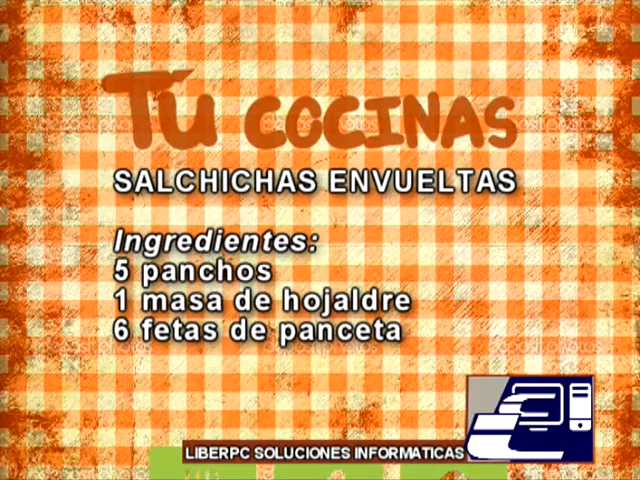 TÚ COCINAS
SALCHICHAS ENVUELTAS
Ingredientes:
5 panchos
1 masa de hojaldre
6 fetas de panceta
LIBERPC SOLUCIONES INFORMATICAS